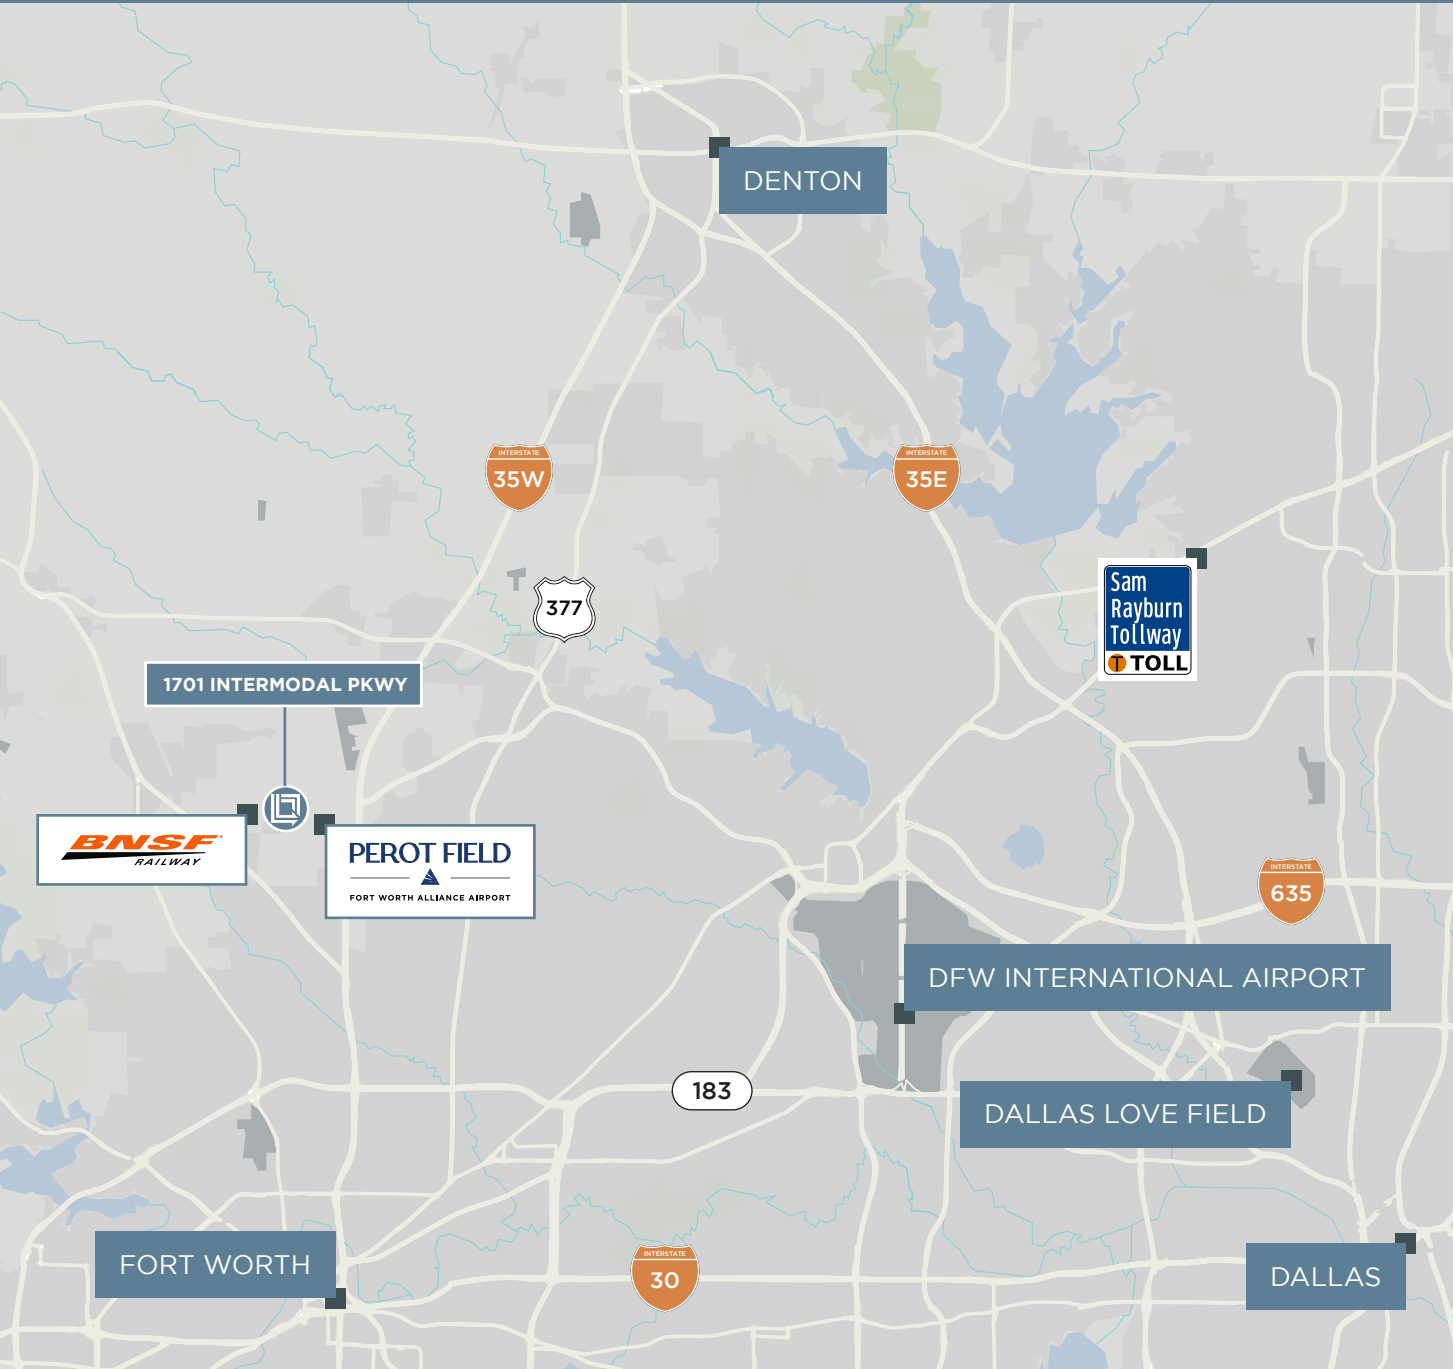 DENTON
INTERSTATE
35W
INTERSTATE
35E
377
Sam
Rayburn
Tollway
T TOLL
1701 INTERMODAL PKWY
BNSF
RAILWAY
PEROT FIELD
FORT WORTH ALLIANCE AIRPORT
INTERSTATE
635
DFW INTERNATIONAL AIRPORT
183
DALLAS LOVE FIELD
FORT WORTH
INTERSTATE
30
DALLAS